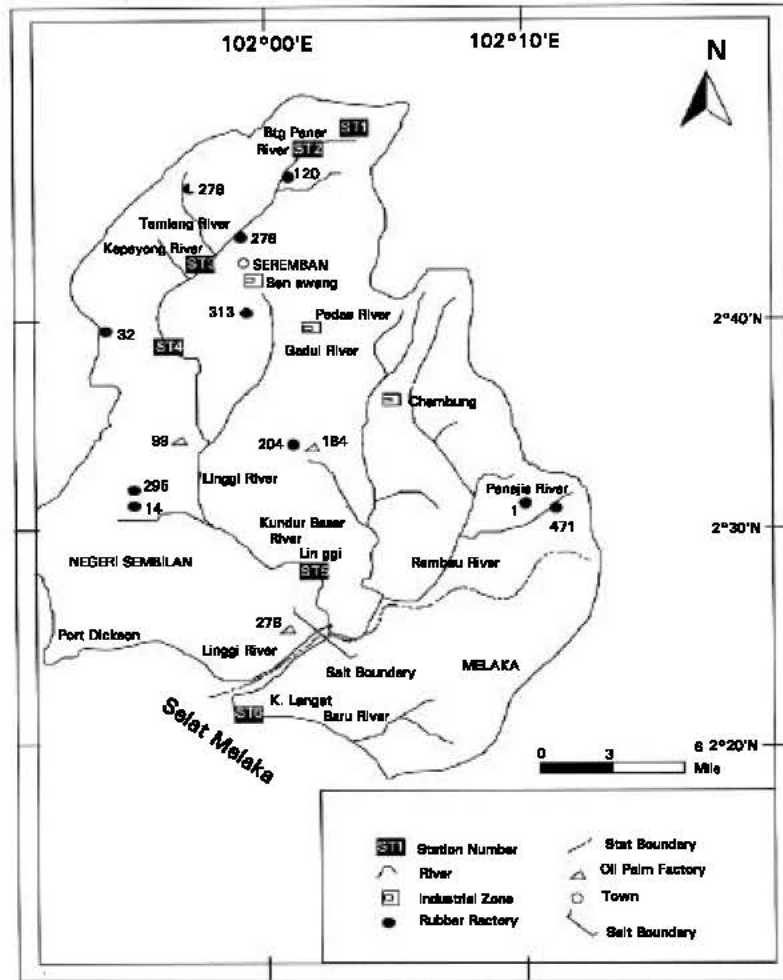 102°00'E
102°10'E
N
Btg Penar
River
ST1
ST2
120
278
Temiang River
Kepayong River
278
ST3
SEREMBAN
Sen awang
313
Pedas River
2°40'N
32
ST4
Gadul River
Chembung
99
204
184
295
14
Linggi River
Penajie River
1
471
Kundur Besar
River
2°30'N
NEGERI SEMBILAN
Lin ggi
ST5
Rembau River
278
Port Dickson
Linggi River
Salt Boundary
MELAKA
K. Langat
ST6
Baru River
Selat Melaka
2°20'N
0 3 6
Mile
ST1 Station Number
River
Industrial Zone
Rubber Ractory
Stat Boundary
Oil Palm Factory
Town
Salt Boundary